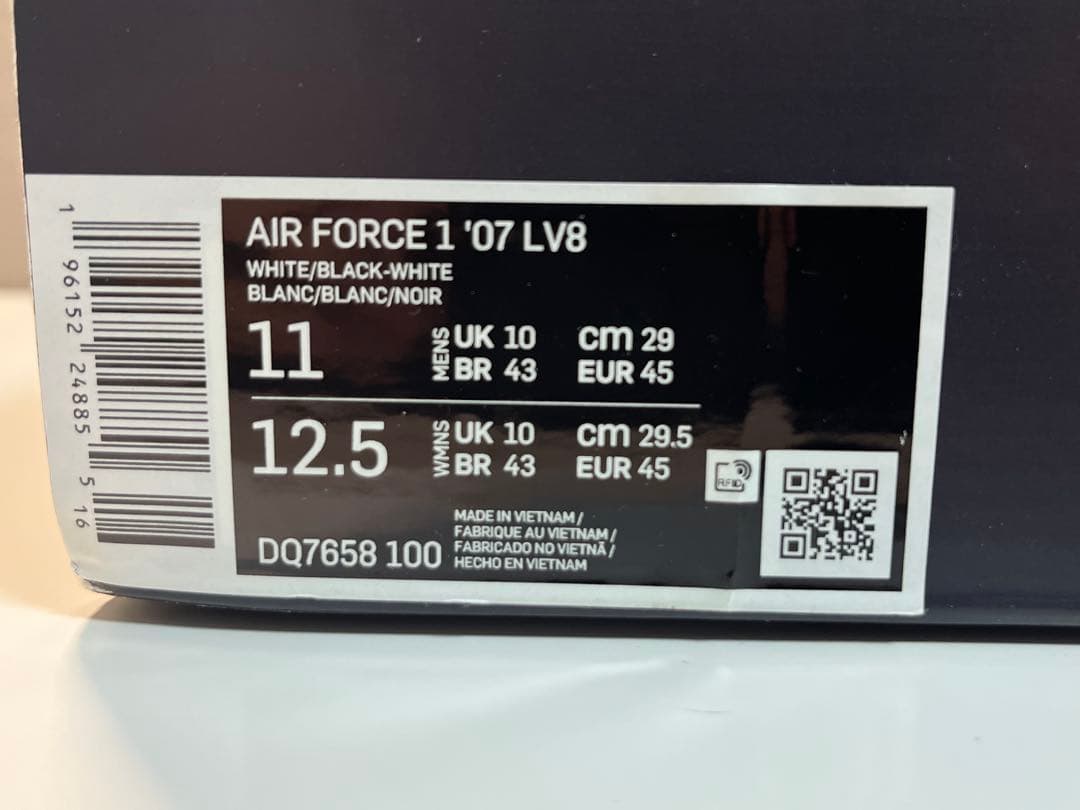 1 96152 24885 5 16
AIR FORCE 1 '07 LV8
WHITE/BLACK-WHITE
BLANC/BLANC/NOIR
11 MENS UK 10 cm 29
BR 43 EUR 45
12.5 WMNS UK 10 cm 29.5
BR 43 EUR 45
RFID
DQ7658 100
MADE IN VIETNAM /
FABRIQUE AU VIETNAM /
FABRICADO NO VIETNÃ /
HECHO EN VIETNAM